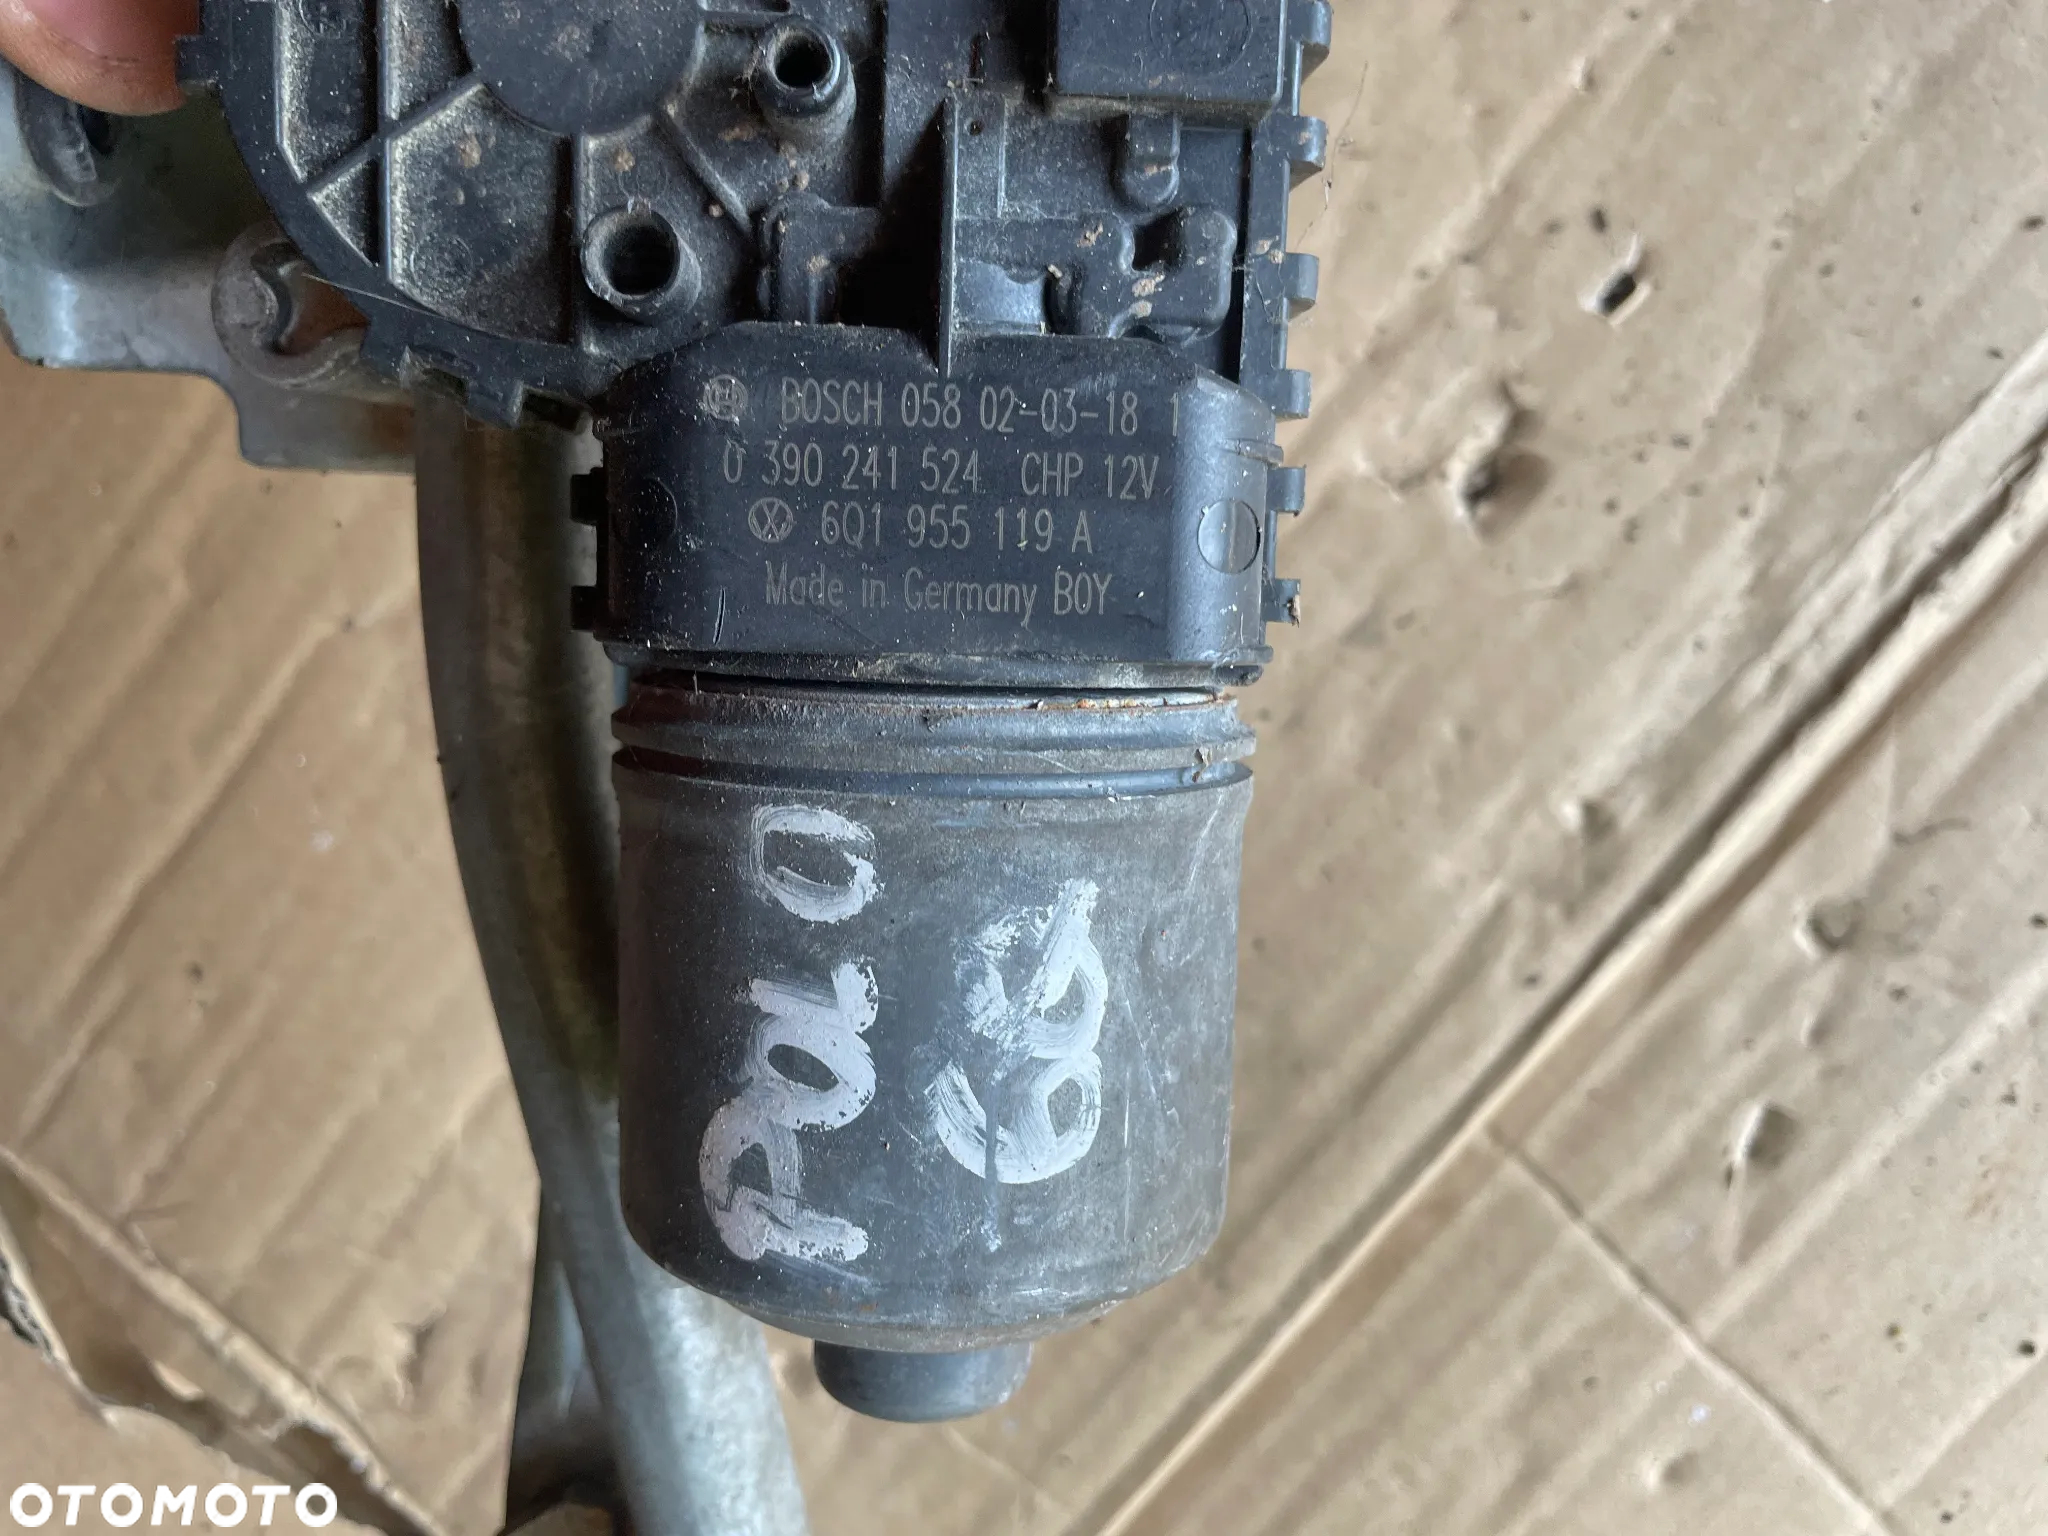 BOSCH 058 02-03-18 1
0 390 241 524 CHP 12V
6Q1 955 119 A
Made in Germany BOY
POLO
OTOMOTO